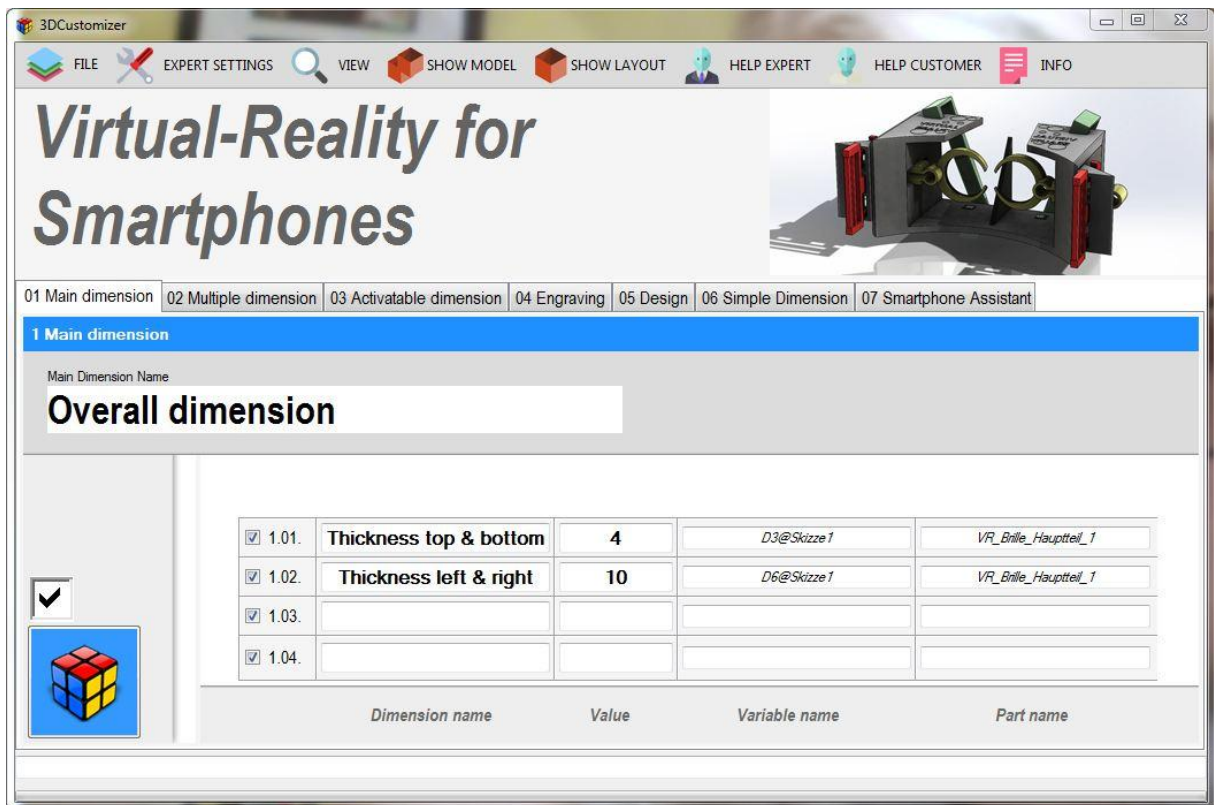 3DCustomizer
FILE EXPERT SETTINGS VIEW SHOW MODEL SHOW LAYOUT HELP EXPERT HELP CUSTOMER INFO
Virtual-Reality for
Smartphones
01 Main dimension 02 Multiple dimension 03 Activatable dimension 04 Engraving 05 Design 06 Simple Dimension 07 Smartphone Assistant
1 Main dimension
Main Dimension Name
Overall dimension
1.01. Thickness top & bottom 4 D3@Skizze1 VR_Brille_Hauptteil_1
1.02. Thickness left & right 10 D6@Skizze1 VR_Brille_Hauptteil_1
1.03.
1.04.
Dimension name Value Variable name Part name